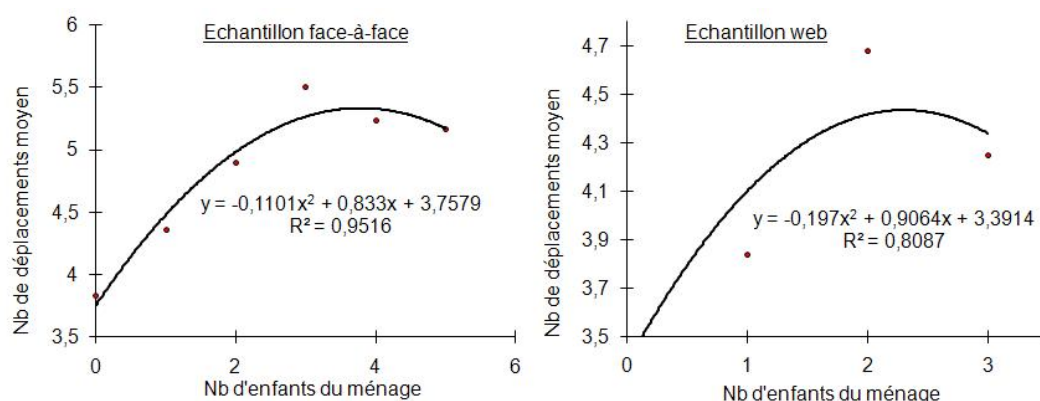 Echantillon face-à-face
Nb de déplacements moyen
6
5,5
5
4,5
4
3,5
y = -0,1101x² + 0,833x + 3,7579
R² = 0,9516
0 2 4 6
Nb d'enfants du ménage
Echantillon web
Nb de déplacements moyen
4,7
4,5
4,3
4,1
3,9
3,7
3,5
y = -0,197x² + 0,9064x + 3,3914
R² = 0,8087
0 1 2 3
Nb d'enfants du ménage